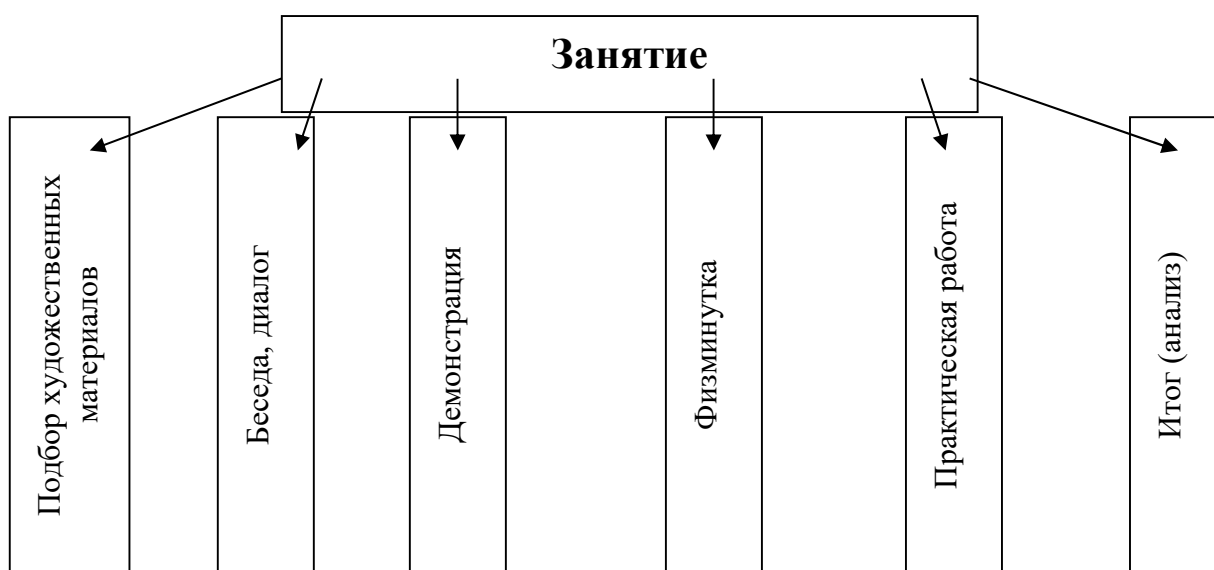 Занятие
Подбор художественных
материалов
Беседа, диалог
Демонстрация
Физминутка
Практическая работа
Итог (анализ)